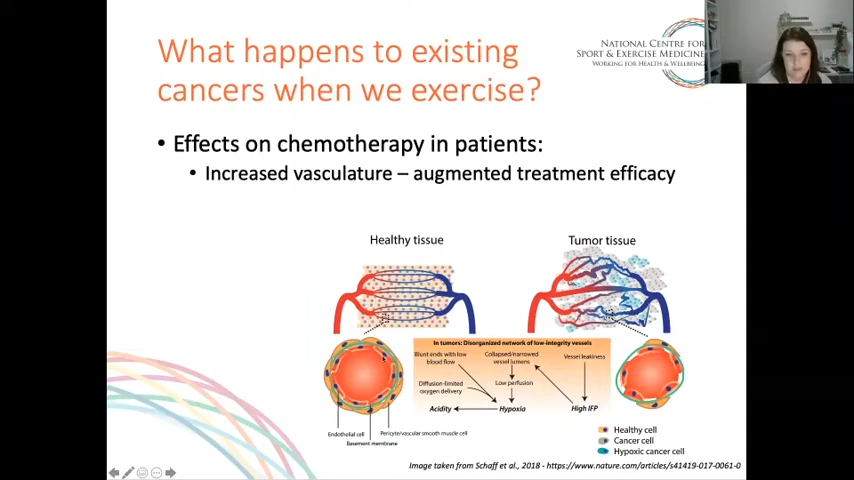 What happens to existing
cancers when we exercise?
NATIONAL CENTRE FOR
SPORT & EXERCISE MEDICINE
WORKING FOR HEALTH & WELLBEING
• Effects on chemotherapy in patients:
• Increased vasculature – augmented treatment efficacy
Healthy tissue
Tumor tissue
In tumors: Disorganized network of low-integrity vessels
Blunt ends with low
blood flow
Collapsed/narrowed
vessel lumens
Vessel leakiness
Diffusion-limited
oxygen delivery
Low perfusion
Acidity
Hypoxia
High IFP
Endothelial cell
Pericyte/vascular smooth muscle cell
Basement membrane
Healthy cell
Cancer cell
Hypoxic cancer cell
Image taken from Schaff et al., 2018 - https://www.nature.com/articles/s41419-017-0061-0